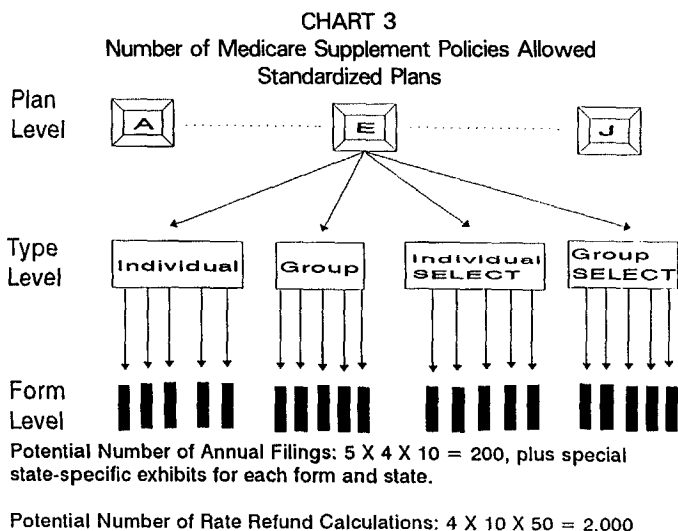 CHART 3
Number of Medicare Supplement Policies Allowed
Standardized Plans
Plan
Level
A
E
J
Type
Level
Individual
Group
Individual
SELECT
Group
SELECT
Form
Level
Potential Number of Annual Filings: 5 X 4 X 10 = 200, plus special
state-specific exhibits for each form and state.
Potential Number of Rate Refund Calculations: 4 X 10 X 50 = 2,000